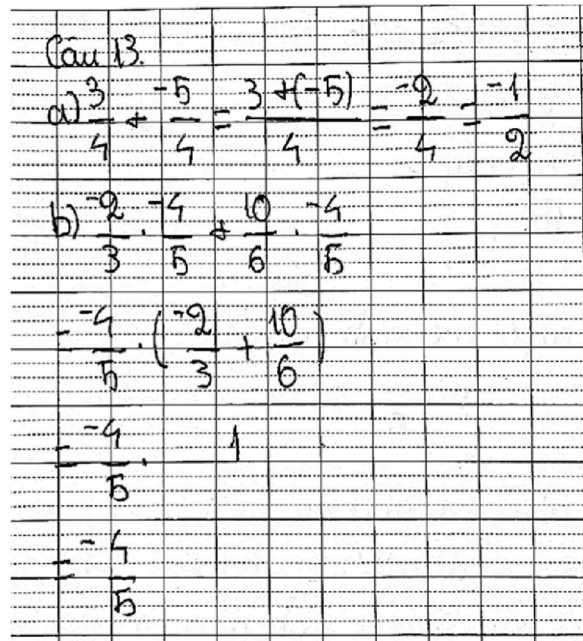 Câu 13.
a) 3/4 + -5/4 = 3+(-5)/4 = -2/4 = -1/2
b) -2/3 . -4/5 + 10/6 . -4/5
= -4/5 . (-2/3 + 10/6)
= -4/5 . 1
= -4/5